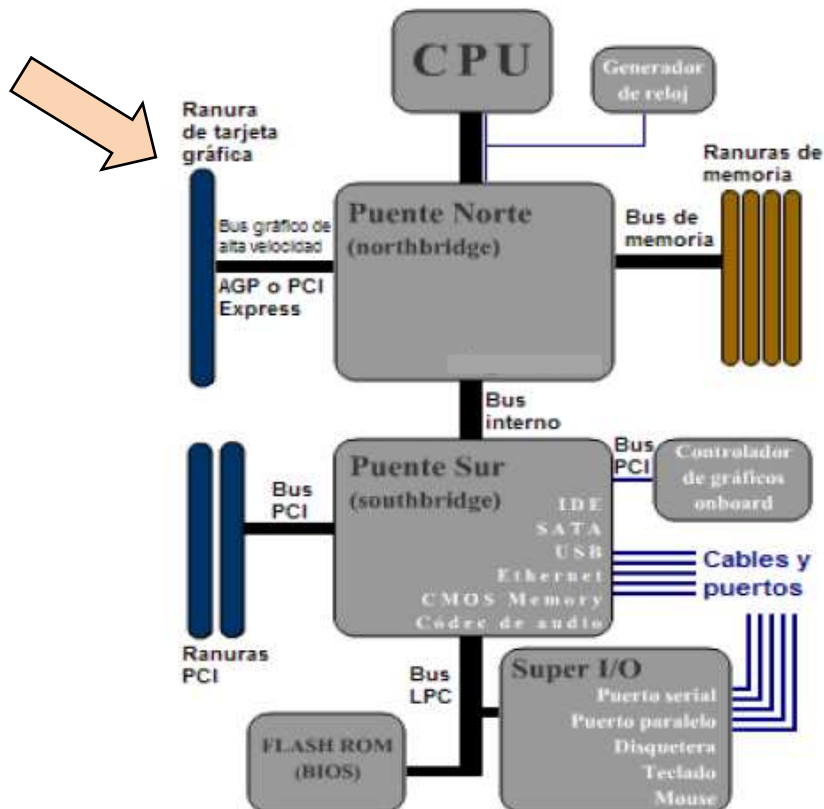 CPU
Generador
de reloj
Ranura
de tarjeta
gráfica
Ranuras de
memoria
Puente Norte
(northbridge)
Bus gráfico de
alta velocidad
AGP o PCI
Express
Bus de
memoria
Bus
interno
Puente Sur
(southbridge)
IDE
SATA
USB
Ethernet
CMOS Memory
Códec de audio
Bus
PCI
Controlador
de gráficos
onboard
Bus
PCI
Cables y
puertos
Ranuras
PCI
Bus
LPC
Super I/O
Puerto serial
Puerto paralelo
Disquetera
Teclado
Mouse
FLASH ROM
(BIOS)